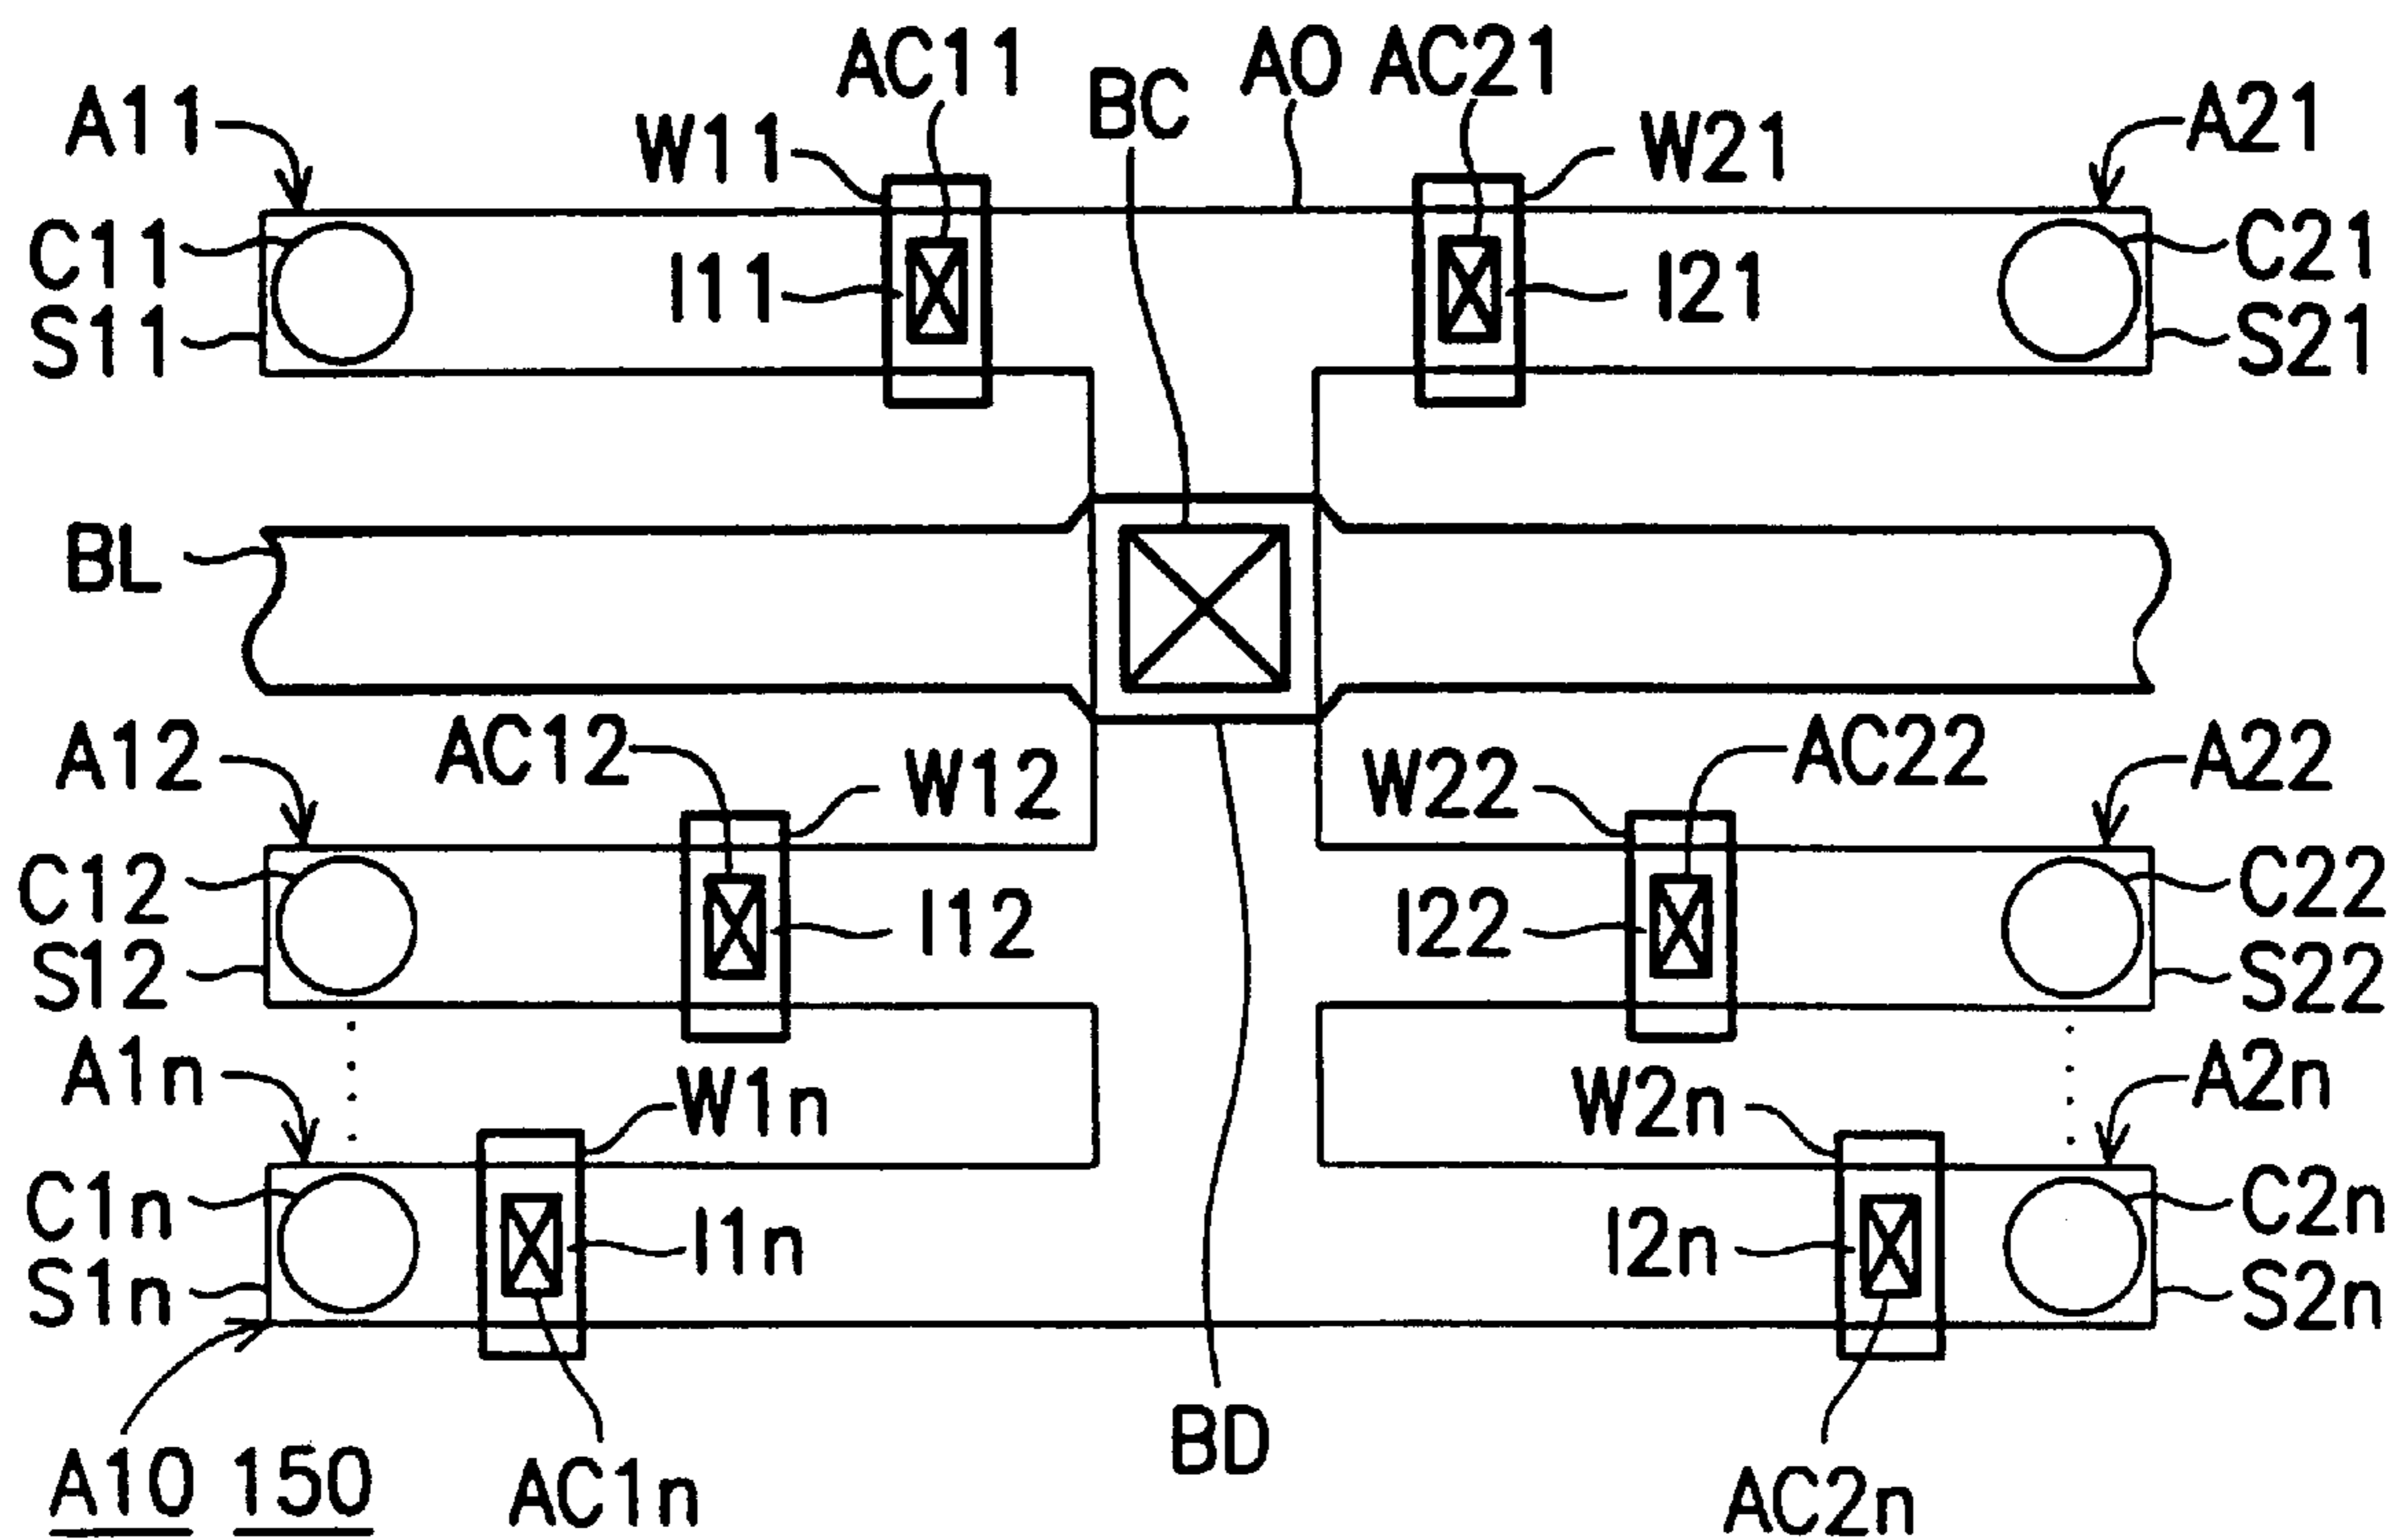 AC11 AO AC21
A11 W11 BC W21 A21
C11 I11 I21 C21
S11 S21
BL
A12 AC12 W12 W22 AC22 A22
C12 I12 I22 C22
S12 S22
A1n W1n W2n A2n
C1n I1n I2n C2n
S1n S2n
BD
A10 150 AC1n AC2n